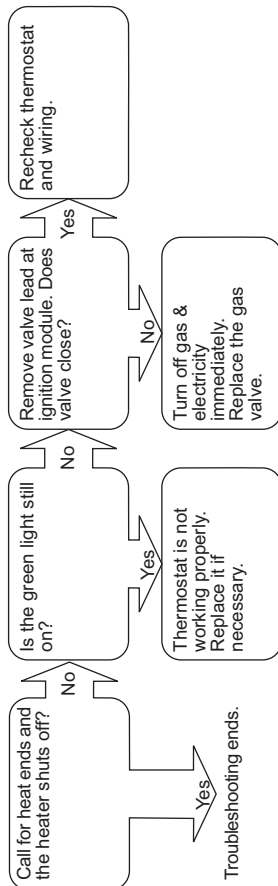 Call for heat ends and
the heater shuts off?
No
Yes
Troubleshooting ends.
Is the green light still
on?
No
Yes
Thermostat is not
working properly.
Replace it if
necessary.
Remove valve lead at
ignition module. Does
valve close?
Yes
No
Turn off gas &
electricity
immediately.
Replace the gas
valve.
Recheck thermostat
and wiring.